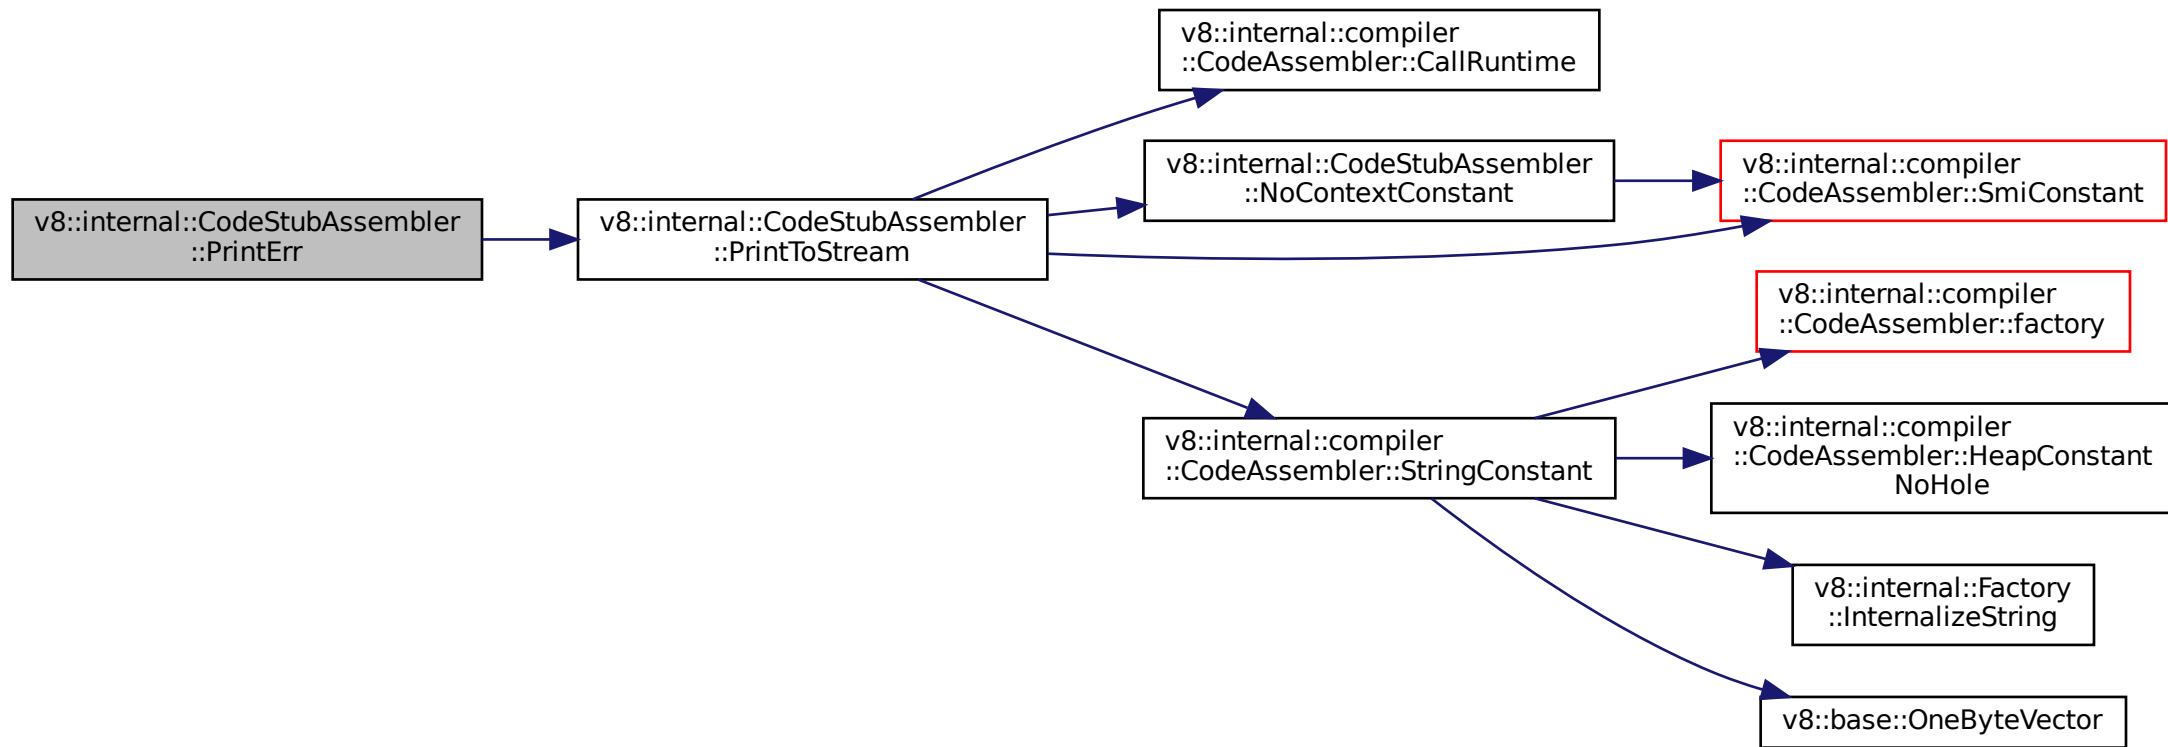 v8::internal::CodeStubAssembler
::PrintErr
v8::internal::CodeStubAssembler
::PrintToStream
v8::internal::compiler
::CodeAssembler::CallRuntime
v8::internal::CodeStubAssembler
::NoContextConstant
v8::internal::compiler
::CodeAssembler::SmiConstant
v8::internal::compiler
::CodeAssembler::StringConstant
v8::internal::compiler
::CodeAssembler::factory
v8::internal::compiler
::CodeAssembler::HeapConstant
NoHole
v8::internal::Factory
::InternalizeString
v8::base::OneByteVector